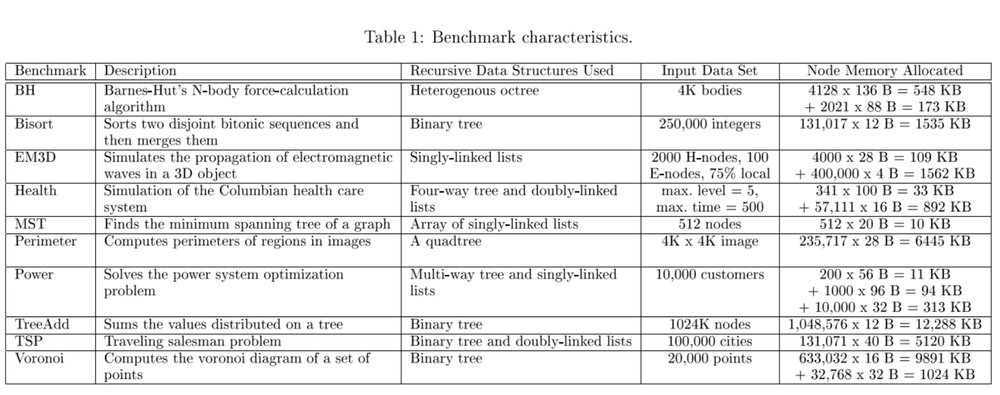 Table 1: Benchmark characteristics.
Benchmark Description Recursive Data Structures Used Input Data Set Node Memory Allocated
BH Barnes-Hut's N-body force-calculation Heterogenous octree 4K bodies 4128 x 136 B = 548 KB
algorithm + 2021 x 88 B = 173 KB
Bisort Sorts two disjoint bitonic sequences and Binary tree 250,000 integers 131,017 x 12 B = 1535 KB
then merges them
EM3D Simulates the propagation of electromagnetic Singly-linked lists 2000 H-nodes, 100 4000 x 28 B = 109 KB
waves in a 3D object E-nodes, 75% local + 400,000 x 4 B = 1562 KB
Health Simulation of the Columbian health care Four-way tree and doubly-linked max. level = 5, 341 x 100 B = 33 KB
system lists max. time = 500 + 57,111 x 16 B = 892 KB
MST Finds the minimum spanning tree of a graph Array of singly-linked lists 512 nodes 512 x 20 B = 10 KB
Perimeter Computes perimeters of regions in images A quadtree 4K x 4K image 235,717 x 28 B = 6445 KB
Power Solves the power system optimization Multi-way tree and singly-linked 10,000 customers 200 x 56 B = 11 KB
problem lists + 1000 x 96 B = 94 KB
+ 10,000 x 32 B = 313 KB
TreeAdd Sums the values distributed on a tree Binary tree 1024K nodes 1,048,576 x 12 B = 12,288 KB
TSP Traveling salesman problem Binary tree and doubly-linked lists 100,000 cities 131,071 x 40 B = 5120 KB
Voronoi Computes the voronoi diagram of a set of Binary tree 20,000 points 633,032 x 16 B = 9891 KB
points + 32,768 x 32 B = 1024 KB